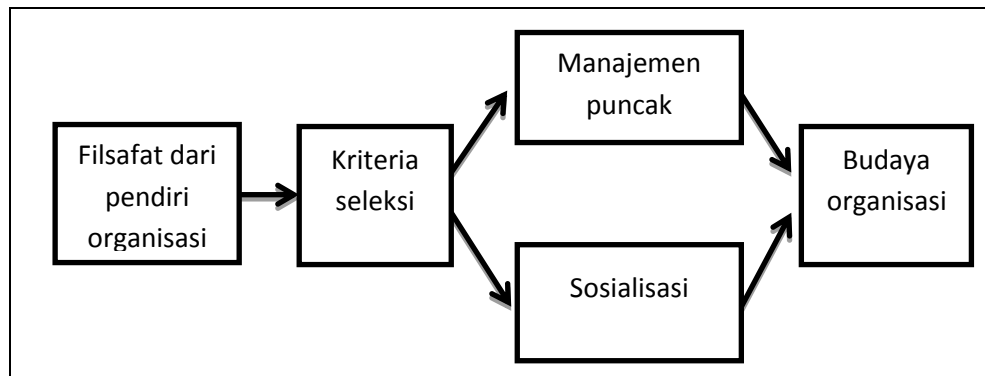 Filsafat dari
pendiri
organisasi
Kriteria
seleksi
Manajemen
puncak
Sosialisasi
Budaya
organisasi